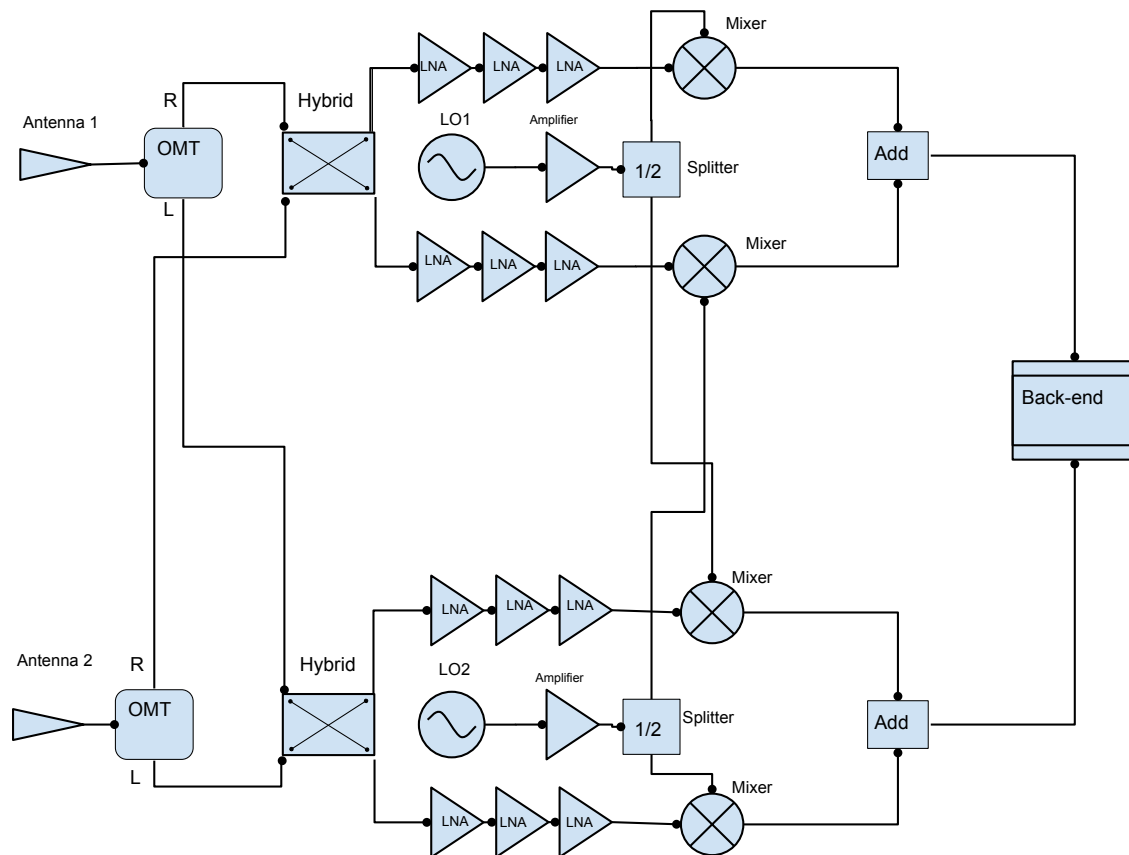 Mixer
LNA
LNA
LNA
R
Hybrid
LO1
Amplifier
Antenna 1
OMT
Add
1/2
Splitter
L
Mixer
LNA
LNA
LNA
Back-end
Mixer
LNA
LNA
LNA
R
Hybrid
LO2
Amplifier
Antenna 2
OMT
Splitter
Add
1/2
L
Mixer
LNA
LNA
LNA